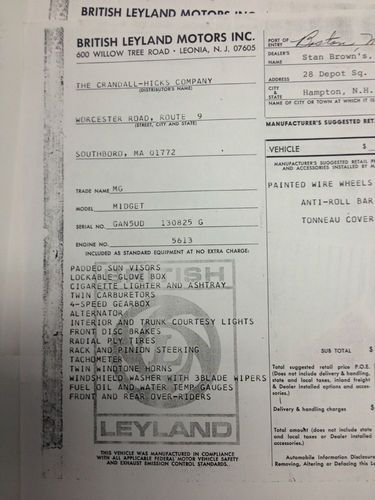 BRITISH LEYLAND MOTORS INC.
BRITISH LEYLAND MOTORS INC.
600 WILLOW TREE ROAD • LEONIA, N. J. 07605
THE CRANDALL-HICKS COMPANY
(DISTRIBUTOR'S NAME)
WORCESTER ROAD, ROUTE 9
(STREET, CITY AND STATE)
SOUTHBORO, MA 01772
TRADE NAME MG
MODEL MIDGET
SERIAL NO. GAN5UD 130825 G
ENGINE NO. 5613
INCLUDED AS STANDARD EQUIPMENT AT NO EXTRA CHARGE:
PADDED SUN VISORS
LOCKABLE GLOVE BOX
CIGARETTE LIGHTER AND ASHTRAY
TWIN CARBURETORS
4-SPEED GEARBOX
ALTERNATOR
INTERIOR AND TRUNK COURTESY LIGHTS
FRONT DISC BRAKES
RADIAL PLY TIRES
RACK AND PINION STEERING
TACHOMETER
TWIN WINDTONE HORNS
WINDSHIELD WASHER WITH 3BLADE WIPERS
FUEL OIL AND WATER TEMP GAUGES
FRONT AND REAR OVER-RIDERS
BRITISH
LEYLAND
THIS VEHICLE WAS MANUFACTURED IN COMPLIANCE
WITH ALL APPLICABLE FEDERAL MOTOR VEHICLE SAFETY
AND EXHAUST EMISSION CONTROL STANDARDS.
PORT OF
ENTRY Boston, M
DEALER'S
NAME Stan Brown's,
ADDRESS 28 Depot Sq.
CITY
&
STATE Hampton, N.H.
NAME OF CITY OR TOWN AT WHICH IT
MANUFACTURER'S SUGGESTED RET
VEHICLE $
MANUFACTURER'S SUGGESTED RETAIL P
AND ACCESSORIES INSTALLED BY
PAINTED WIRE WHEELS
ANTI-ROLL BAR
TONNEAU COVER
SUB TOTAL $
Total suggested retail price P.O.E.
(Does not include delivery & handling,
state and local taxes, inland freight
& Dealer installed options and acces-
sories.)
Delivery & handling charges $
Total amount (does not include state
and local taxes or Dealer installed
options and accessories.)
Automobile Information Disclosure
Removing, Altering or Defacing this La